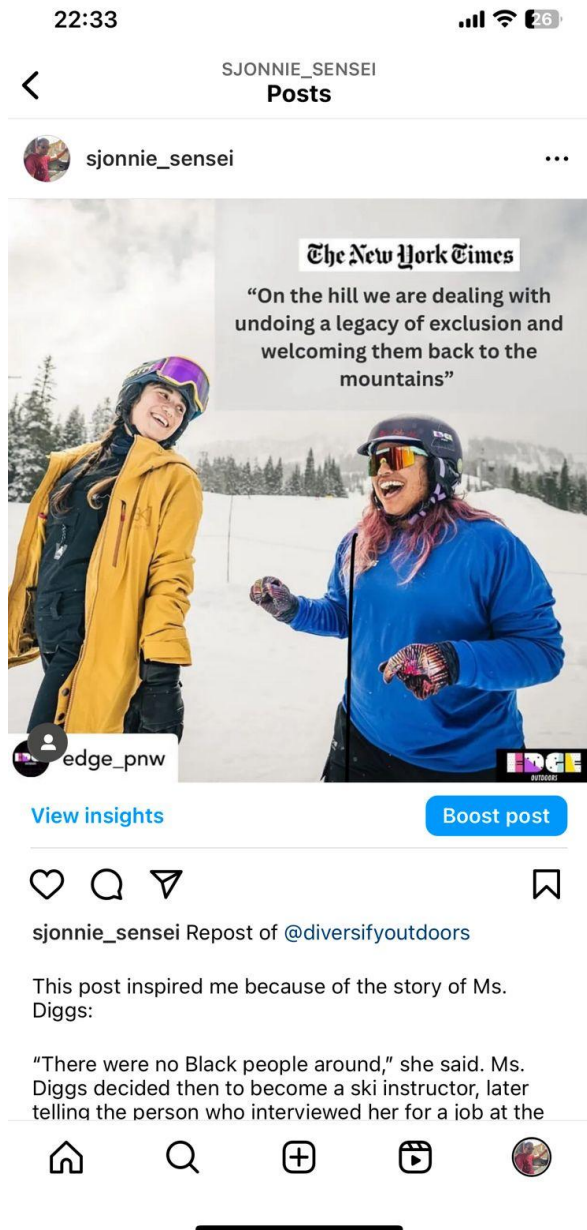 22:33
26
SJONNIE_SENSEI
Posts
sjonnie_sensei
The New York Times
“On the hill we are dealing with
undoing a legacy of exclusion and
welcoming them back to the
mountains”
edge_pnw
EDGE
OUTDOORS
View insights
Boost post
sjonnie_sensei Repost of @diversifyoutdoors
This post inspired me because of the story of Ms.
Diggs:
“There were no Black people around,” she said. Ms.
Diggs decided then to become a ski instructor, later
telling the person who interviewed her for a job at the